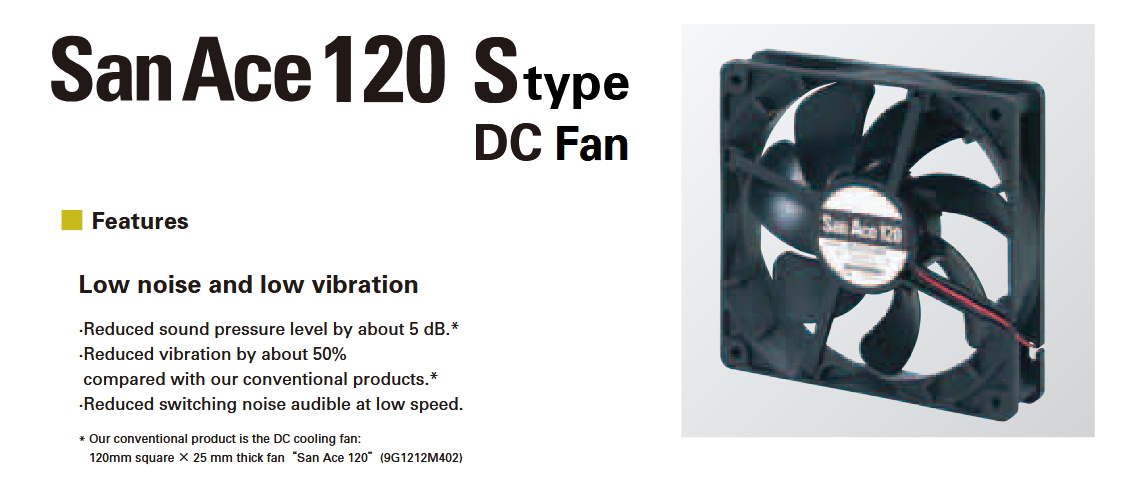 San Ace 120 S type
DC Fan
Features
Low noise and low vibration
·Reduced sound pressure level by about 5 dB.*
·Reduced vibration by about 50%
compared with our conventional products.*
·Reduced switching noise audible at low speed.
* Our conventional product is the DC cooling fan:
120mm square × 25 mm thick fan “San Ace 120” (9G1212M402)
San Ace 120